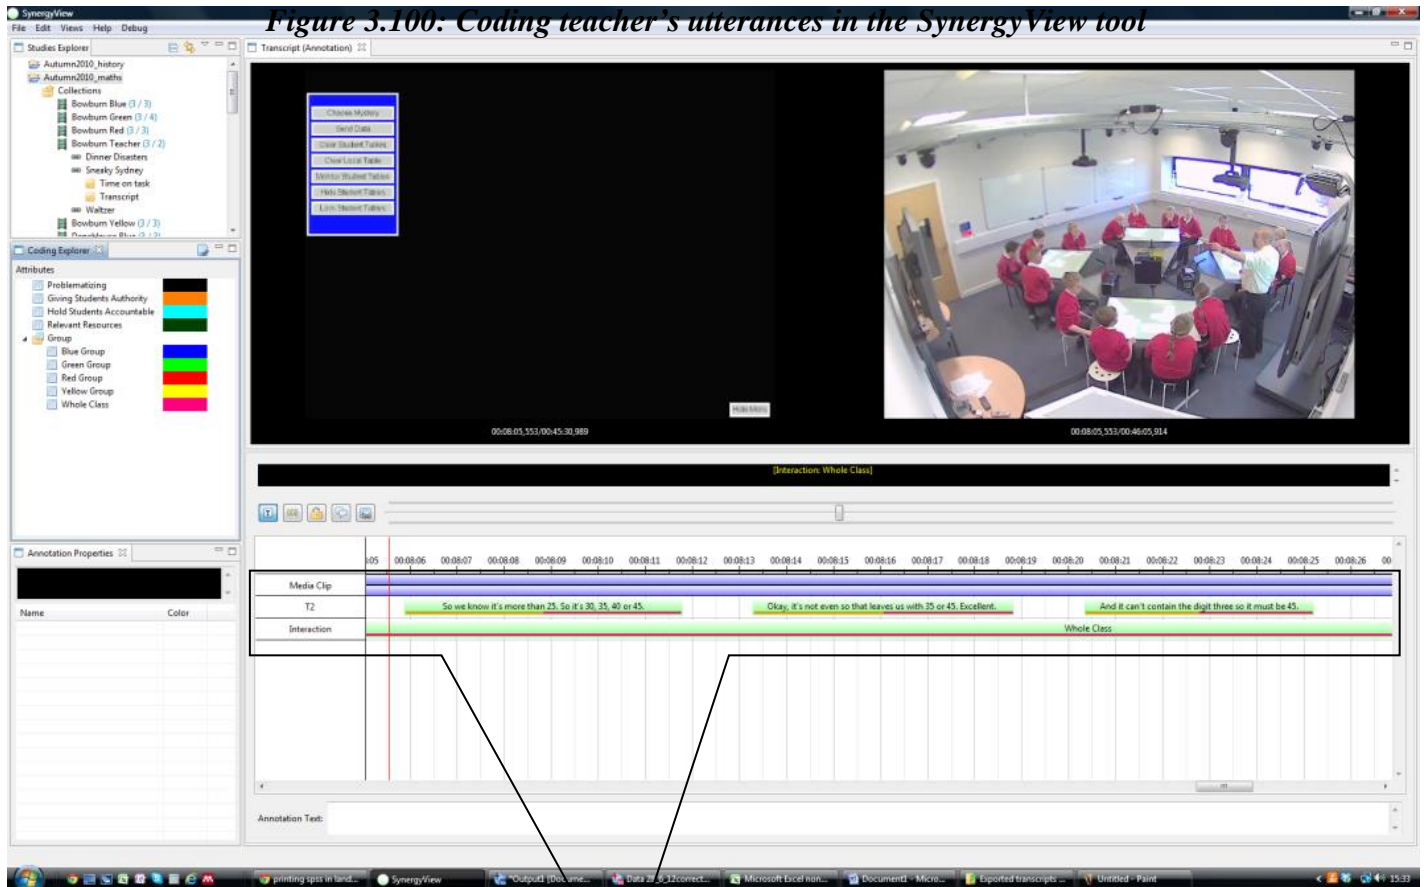 Figure 3.100: Coding teacher's utterances in the SynergyView tool
SynergyView
File Edit Views Help Debug
Studies Explorer
Autumn2010_history
Autumn2010_maths
Collections
Bowburn Blue (3 / 3)
Bowburn Green (3 / 4)
Bowburn Red (3 / 3)
Bowburn Teacher (3 / 2)
Dinner Disasters
Sneaky Sydney
Time on task
Transcript
Waltzer
Bowburn Yellow (3 / 3)
Coding Explorer
Attributes
Problematizing
Giving Students Authority
Hold Students Accountable
Relevant Resources
Group
Blue Group
Green Group
Red Group
Yellow Group
Whole Class
Annotation Properties
Name Color
Transcript (Annotation)
Choose Mystery
Send Data
Clear Student Tables
Clear Local Table
Monitor Student Tables
Hide Student Tables
Lock Student Tables
Hide Menu
00:08:05,553/00:45:30,989
00:08:05,553/00:46:05,914
[Interaction: Whole Class]
:05 00:08:06 00:08:07 00:08:08 00:08:09 00:08:10 00:08:11 00:08:12 00:08:13 00:08:14 00:08:15 00:08:16 00:08:17 00:08:18 00:08:19 00:08:20 00:08:21 00:08:22 00:08:23 00:08:24 00:08:25 00:08:26 00
Media Clip
T2 So we know it's more than 25. So it's 30, 35, 40 or 45. Okay, it's not even so that leaves us with 35 or 45. Excellent. And it can't contain the digit three so it must be 45.
Interaction Whole Class
Annotation Text:
printing spss in land... SynergyView *Output1 [Docume... Data 28_6_12correct... Microsoft Excel non... Document1 - Micro... Exported transcripts ... Untitled - Paint 15:33